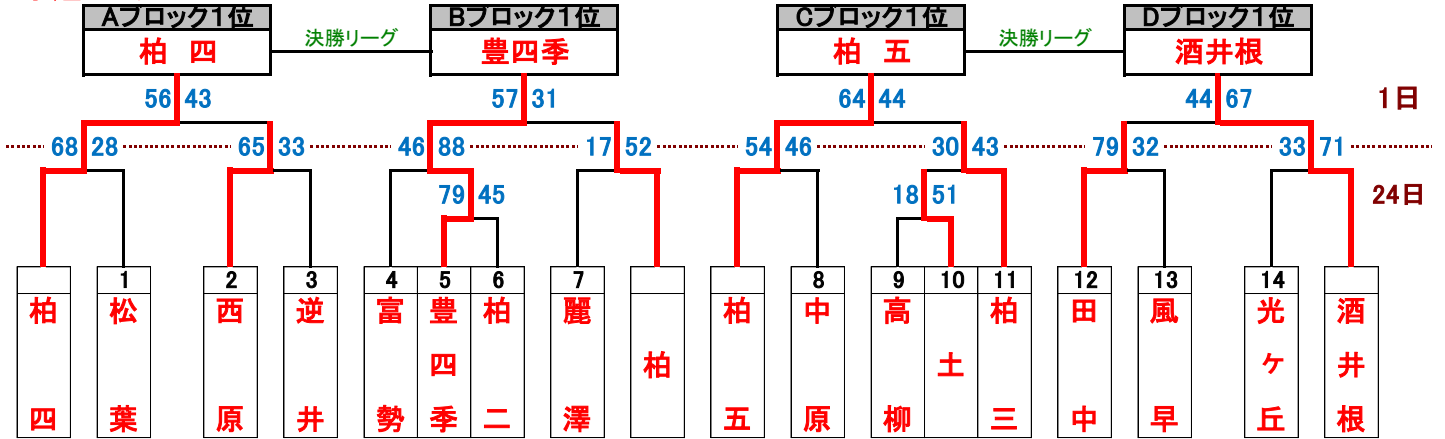 Aブロック1位 Bブロック1位 Cブロック1位 Dブロック1位
柏 四 決勝リーグ 豊四季 柏 五 決勝リーグ 酒井根
56 43 57 31 64 44 44 67 1日
68 28 65 33 46 88 17 52 54 46 30 43 79 32 33 71
79 45 18 51 24日
1 2 3 4 5 6 7 8 9 10 11 12 13 14
柏四
松葉
西原
逆井
富勢
豊四季
柏二
麗澤
柏
柏五
中原
高柳
土
柏三
田中
風早
光ケ丘
酒井根